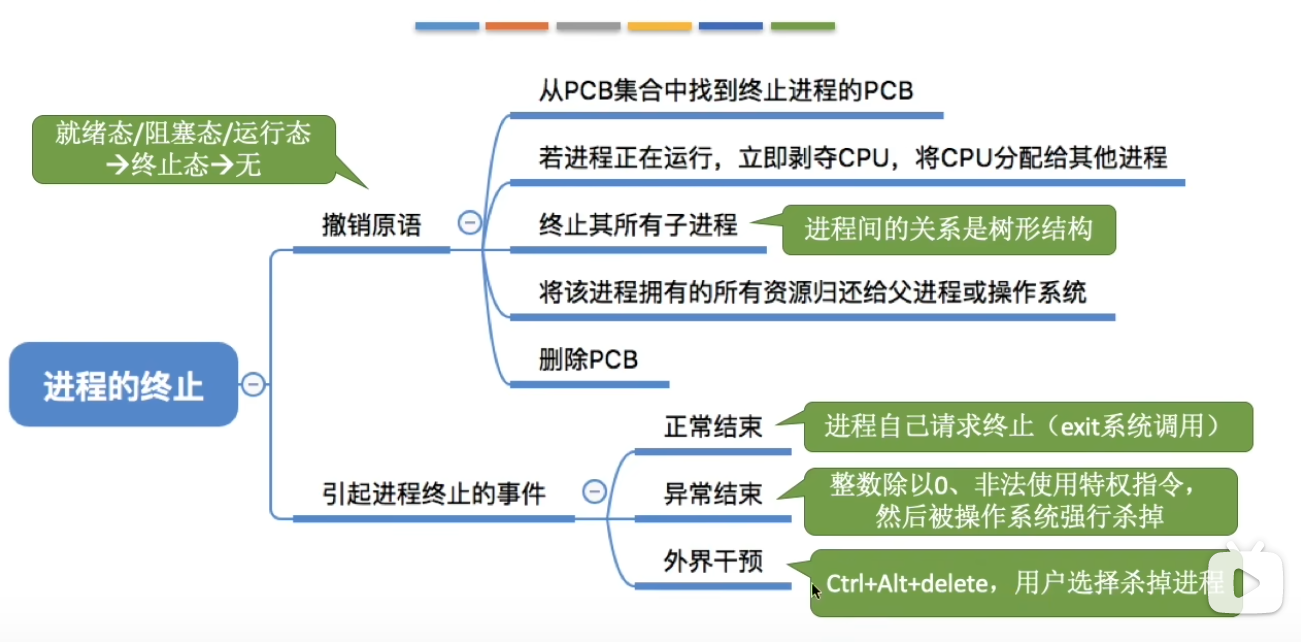 从PCB集合中找到终止进程的PCB
就绪态/阻塞态/运行态
→终止态→无
若进程正在运行，立即剥夺CPU，将CPU分配给其他进程
撤销原语
终止其所有子进程
进程间的关系是树形结构
将该进程拥有的所有资源归还给父进程或操作系统
删除PCB
进程的终止
正常结束
进程自己请求终止（exit系统调用）
引起进程终止的事件
异常结束
整数除以0、非法使用特权指令，
然后被操作系统强行杀掉
外界干预
Ctrl+Alt+delete，用户选择杀掉进程